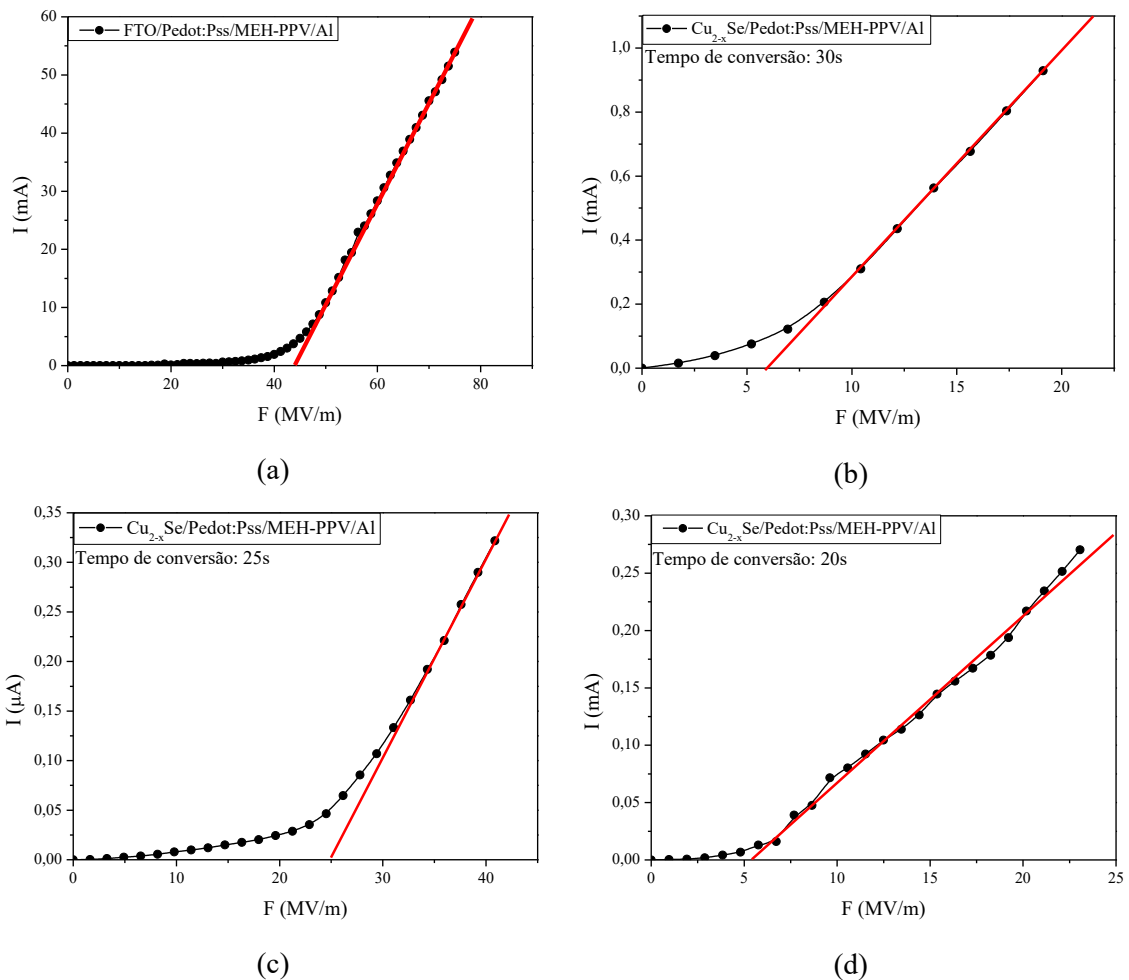 FTO/Pedot:Pss/MEH-PPV/Al
60
50
40
30
20
10
0
I (mA)
0 20 40 60 80
F (MV/m)
(a)
Cu2-xSe/Pedot:Pss/MEH-PPV/Al
Tempo de conversão: 30s
1,0
0,8
0,6
0,4
0,2
0,0
I (mA)
0 5 10 15 20
F (MV/m)
(b)
Cu2-xSe/Pedot:Pss/MEH-PPV/Al
Tempo de conversão: 25s
0,35
0,30
0,25
0,20
0,15
0,10
0,05
0,00
I (µA)
0 10 20 30 40
F (MV/m)
(c)
Cu2-xSe/Pedot:Pss/MEH-PPV/Al
Tempo de conversão: 20s
0,30
0,25
0,20
0,15
0,10
0,05
0,00
I (mA)
0 5 10 15 20 25
F (MV/m)
(d)